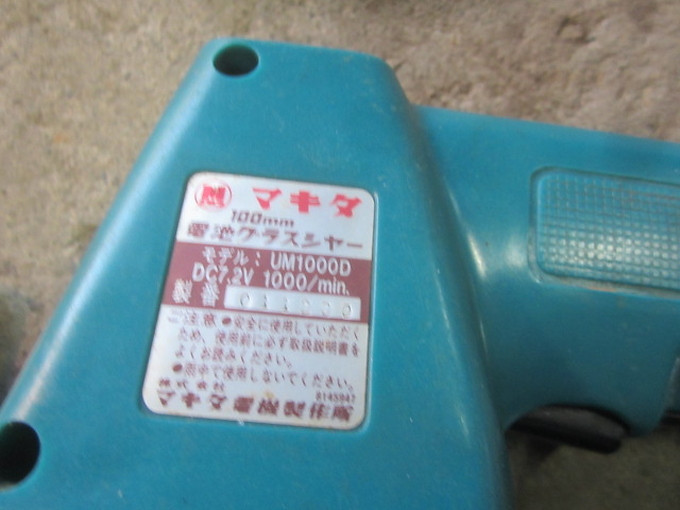 マキタ
100mm
電池グラスシャー
モデル: UM1000D
DC7.2V 1000/min.
製番
ご注意 ●安全に使用していただく
ため、使用前に必ず取扱説明書を
よくお読みください。
●雨中で使用しないでください。
株式会社
マキタ電機製作所